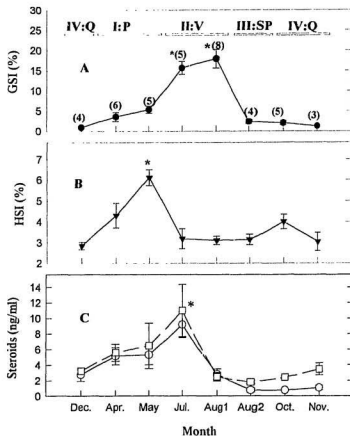 IV:Q I:P II:V III:SP IV:Q
30
25
20
15
10
5
0
GSI (%)
A
(4) (6) (5) *(5) *(8) (4) (5) (3)
7
6
5
4
3
2
HSI (%)
B
*
14
12
10
8
6
4
2
0
Steroids (ng/ml)
C
*
Dec. Apr. May Jul. Aug1 Aug2 Oct. Nov.
Month